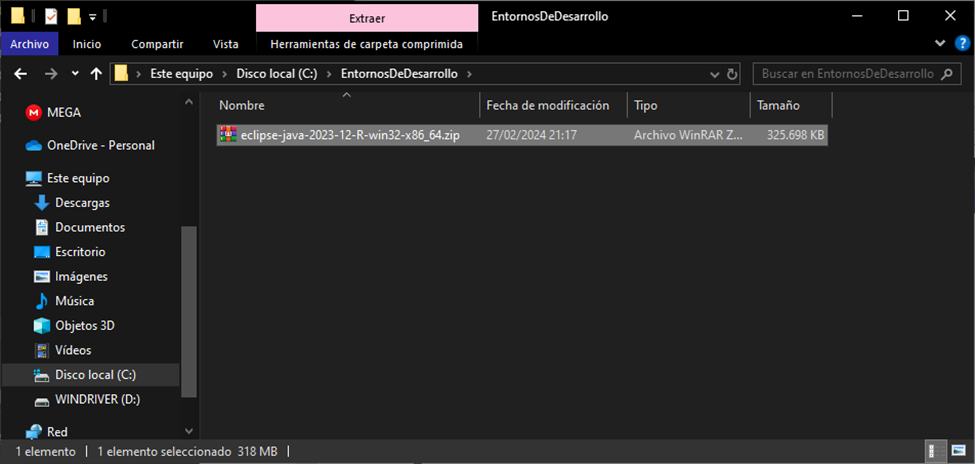 Extraer
EntornosDeDesarrollo
Archivo
Inicio
Compartir
Vista
Herramientas de carpeta comprimida
Este equipo
Disco local (C:)
EntornosDeDesarrollo
Buscar en EntornosDeDesarrollo
MEGA
OneDrive - Personal
Este equipo
Descargas
Documentos
Escritorio
Imágenes
Música
Objetos 3D
Vídeos
Disco local (C:)
WINDRIVER (D:)
Red
Nombre
Fecha de modificación
Tipo
Tamaño
eclipse-java-2023-12-R-win32-x86_64.zip
27/02/2024 21:17
Archivo WinRAR Z...
325.698 KB
1 elemento
1 elemento seleccionado 318 MB